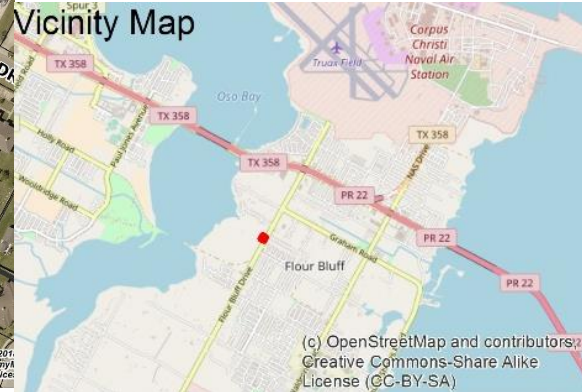 Vicinity Map
Spur 3
TX 358
TX 358
Holly Road
Paul Jones Avenue
Wooldridge Road
Oso Bay
Truax Field
Corpus
Christi
Naval Air
Station
TX 358
NAS Drive
TX 358
PR 22
PR 22
PR 22
Graham Road
Flour Bluff
Flour Bluff Drive
(c) OpenStreetMap and contributors,
Creative Commons-Share Alike
License (CC-BY-SA)